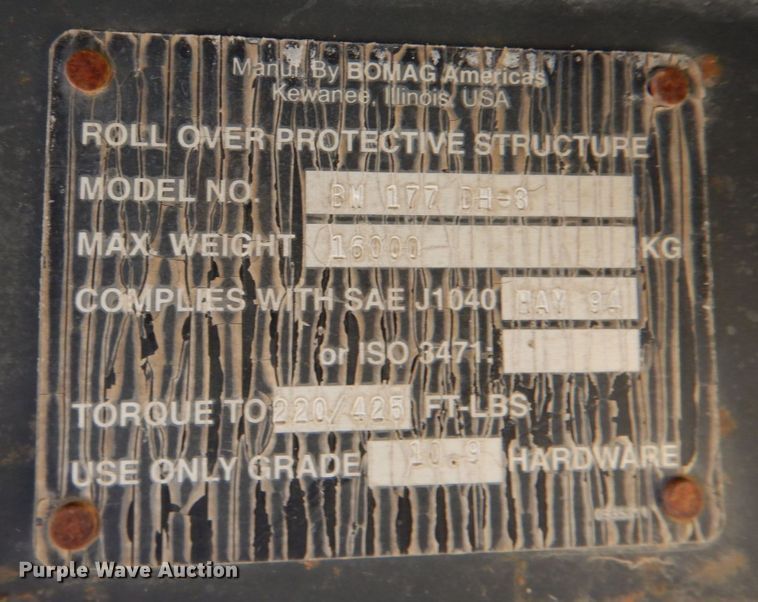 Manuf. By BOMAG Americas
Kewanee, Illinois, USA
ROLL OVER PROTECTIVE STRUCTURE
MODEL NO. BW 177 DH-3
MAX. WEIGHT 16000 KG
COMPLIES WITH SAE J1040 MAY 94
or ISO 3471:
TORQUE TO 220/425 FT-LBS
USE ONLY GRADE 10.9 HARDWARE
Purple Wave Auction